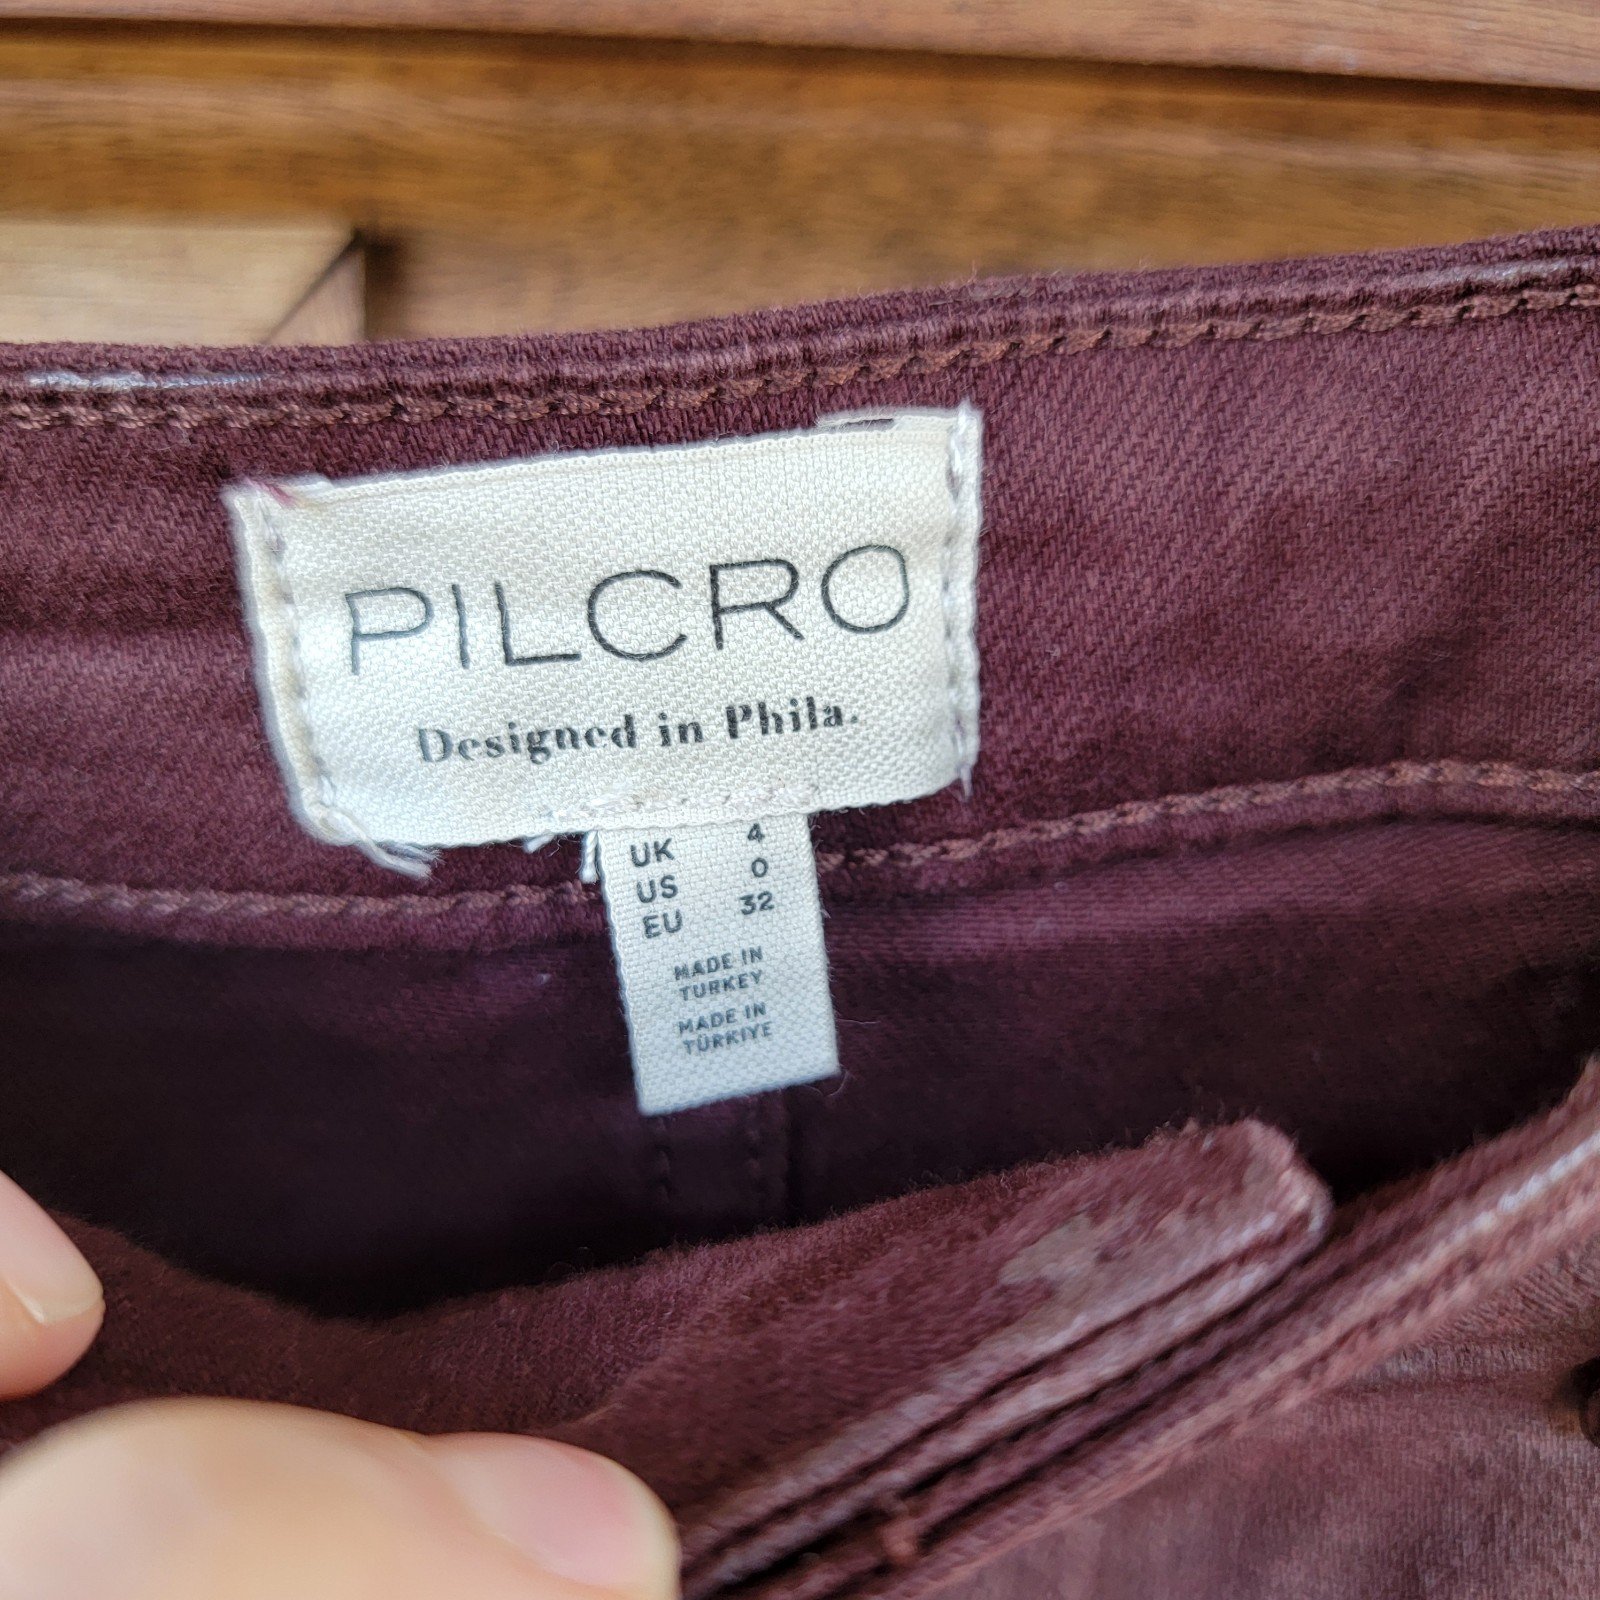 PILCRO
Designed in Phila.
UK 4
US 0
EU 32
MADE IN
TURKEY
MADE IN
TÜRKIYE